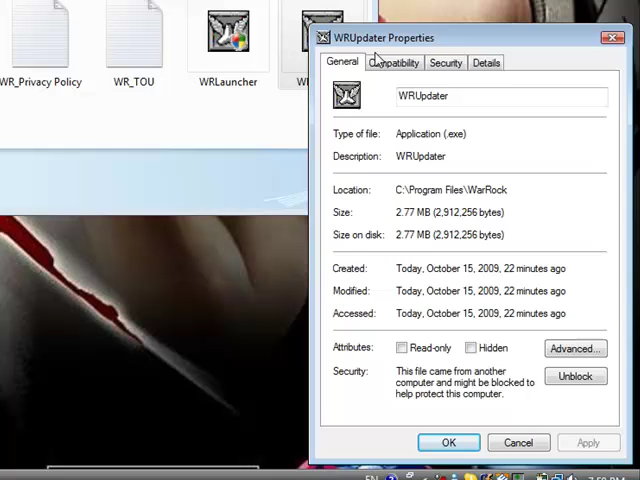 WR_Privacy Policy
WR_TOU
WRLauncher
WRUpdater Properties
General
Compatibility
Security
Details
WRUpdater
Type of file: Application (.exe)
Description: WRUpdater
Location: C:\Program Files\WarRock
Size: 2.77 MB (2,912,256 bytes)
Size on disk: 2.77 MB (2,912,256 bytes)
Created: Today, October 15, 2009, 22 minutes ago
Modified: Today, October 15, 2009, 22 minutes ago
Accessed: Today, October 15, 2009, 22 minutes ago
Attributes: Read-only Hidden Advanced...
Security: This file came from another
computer and might be blocked to
help protect this computer.
Unblock
OK
Cancel
Apply
EN